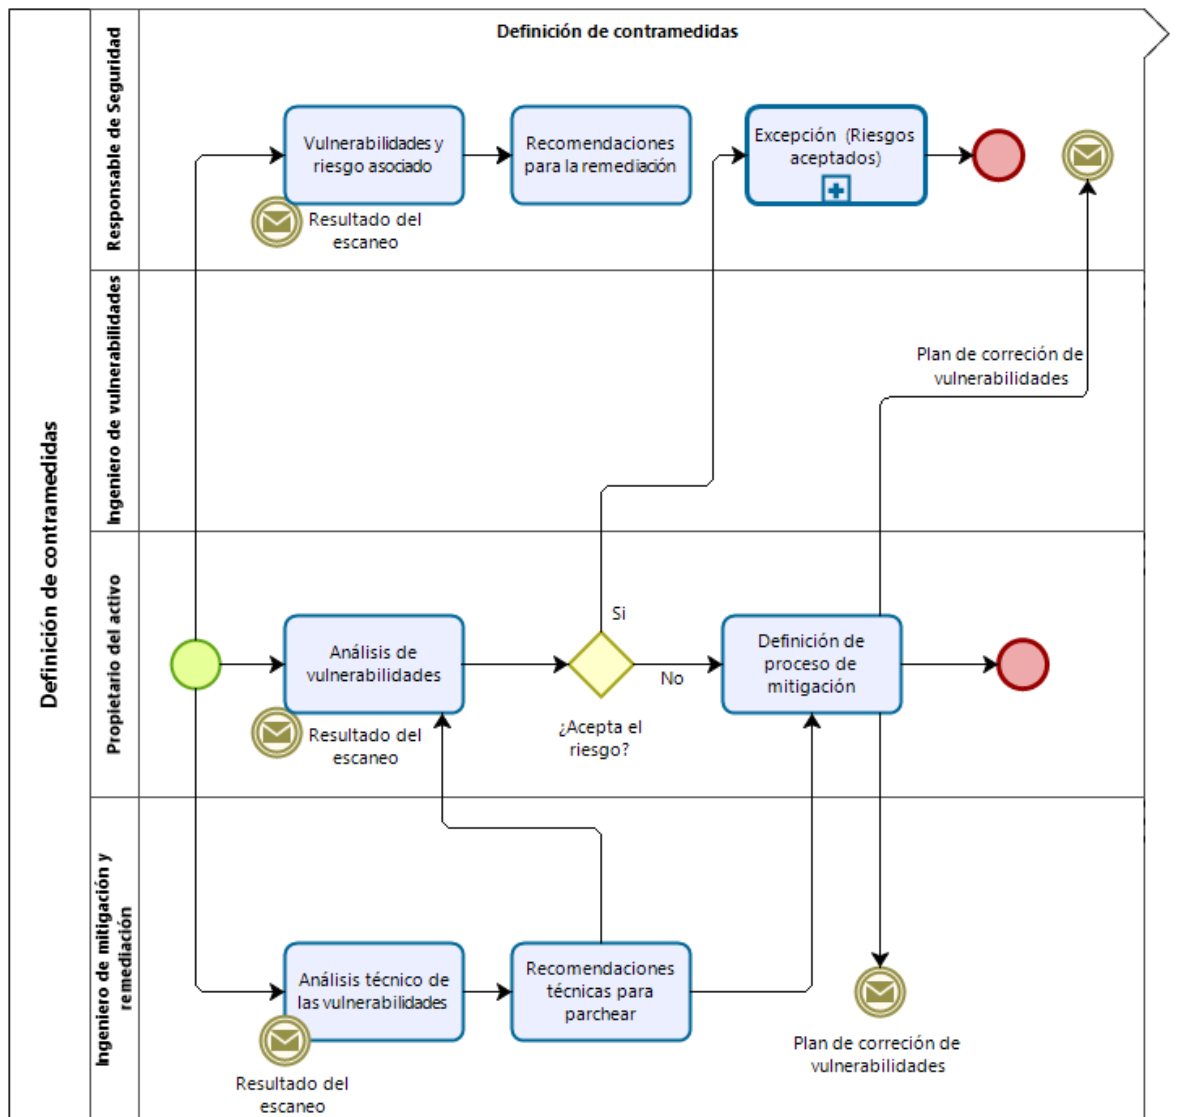 Definición de contramedidas
Definición de contramedidas
Responsable de Seguridad
Vulnerabilidades y
riesgo asociado
Recomendaciones
para la remediación
Excepción (Riesgos
aceptados)
Resultado del
escaneo
Ingeniero de vulnerabilidades
Plan de correción de
vulnerabilidades
Propietario del activo
Análisis de
vulnerabilidades
Si
No
¿Acepta el
riesgo?
Definición de
proceso de
mitigación
Resultado del
escaneo
Ingeniero de mitigación y
remediación
Análisis técnico de
las vulnerabilidades
Recomendaciones
técnicas para
parchear
Resultado del
escaneo
Plan de correción de
vulnerabilidades